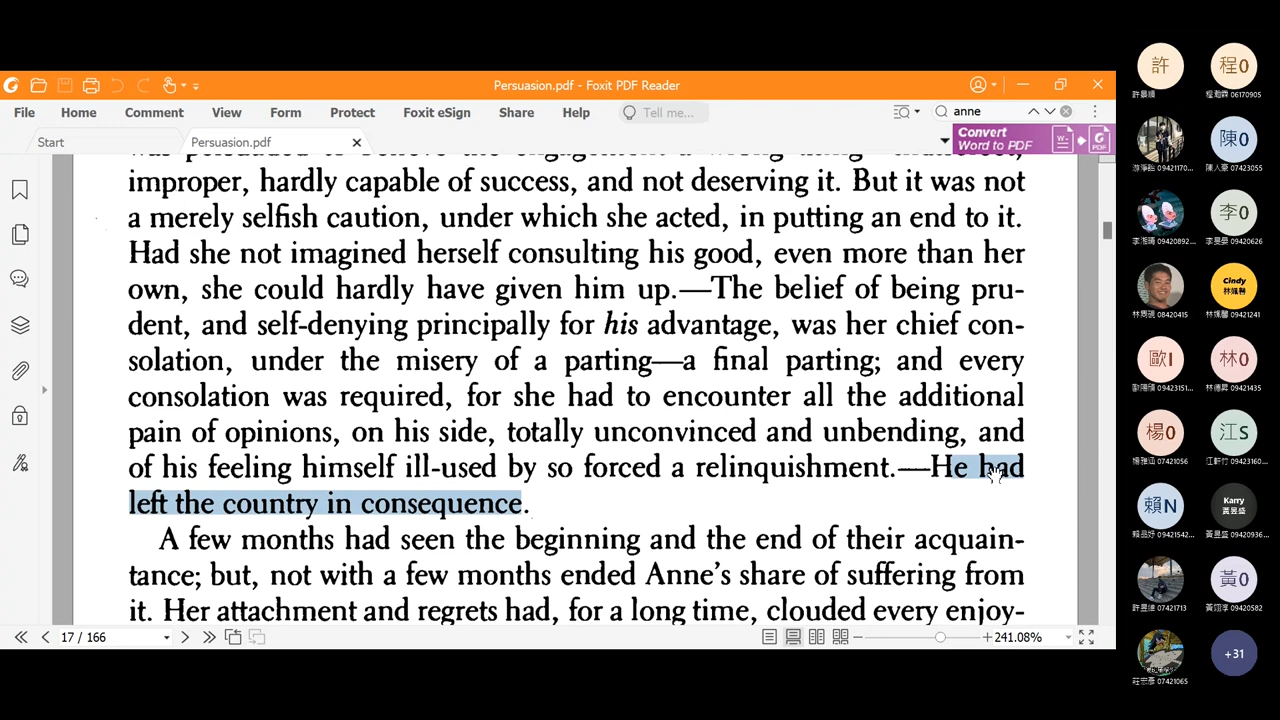 Persuasion.pdf - Foxit PDF Reader
File Home Comment View Form Protect Foxit eSign Share Help Tell me... anne
Start Persuasion.pdf
Convert
Word to PDF
improper, hardly capable of success, and not deserving it. But it was not
a merely selfish caution, under which she acted, in putting an end to it.
Had she not imagined herself consulting his good, even more than her
own, she could hardly have given him up.—The belief of being pru-
dent, and self-denying principally for his advantage, was her chief con-
solation, under the misery of a parting—a final parting; and every
consolation was required, for she had to encounter all the additional
pain of opinions, on his side, totally unconvinced and unbending, and
of his feeling himself ill-used by so forced a relinquishment.—He had
left the country in consequence.
A few months had seen the beginning and the end of their acquain-
tance; but, not with a few months ended Anne's share of suffering from
it. Her attachment and regrets had, for a long time, clouded every enjoy-
17 / 166
241.08%
許
程0
06170905
陳0
07423055
李0
09420626
Cindy
09421241
08420415
歐I
林0
09421435
楊0
07421056
江S
賴N
Karry
07421713
黃0
09420582
07421065
+31